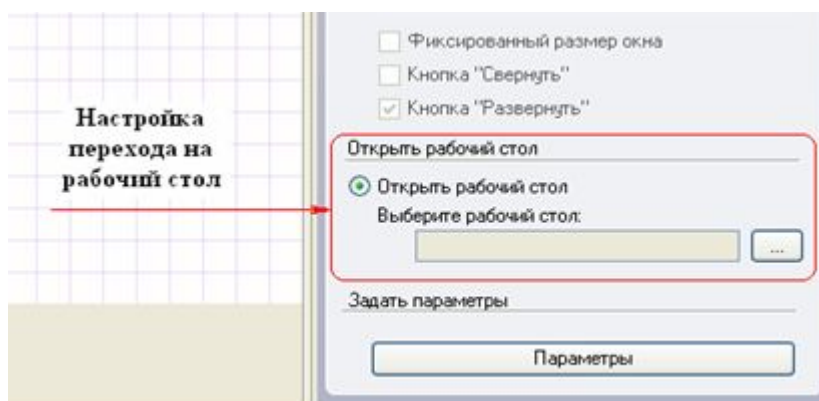 Фиксированный размер окна
Кнопка "Свернуть"
Кнопка "Развернуть"
Настройка
перехода на
рабочий стол
Открыть рабочий стол
Открыть рабочий стол
Выберите рабочий стол:
...
Задать параметры
Параметры